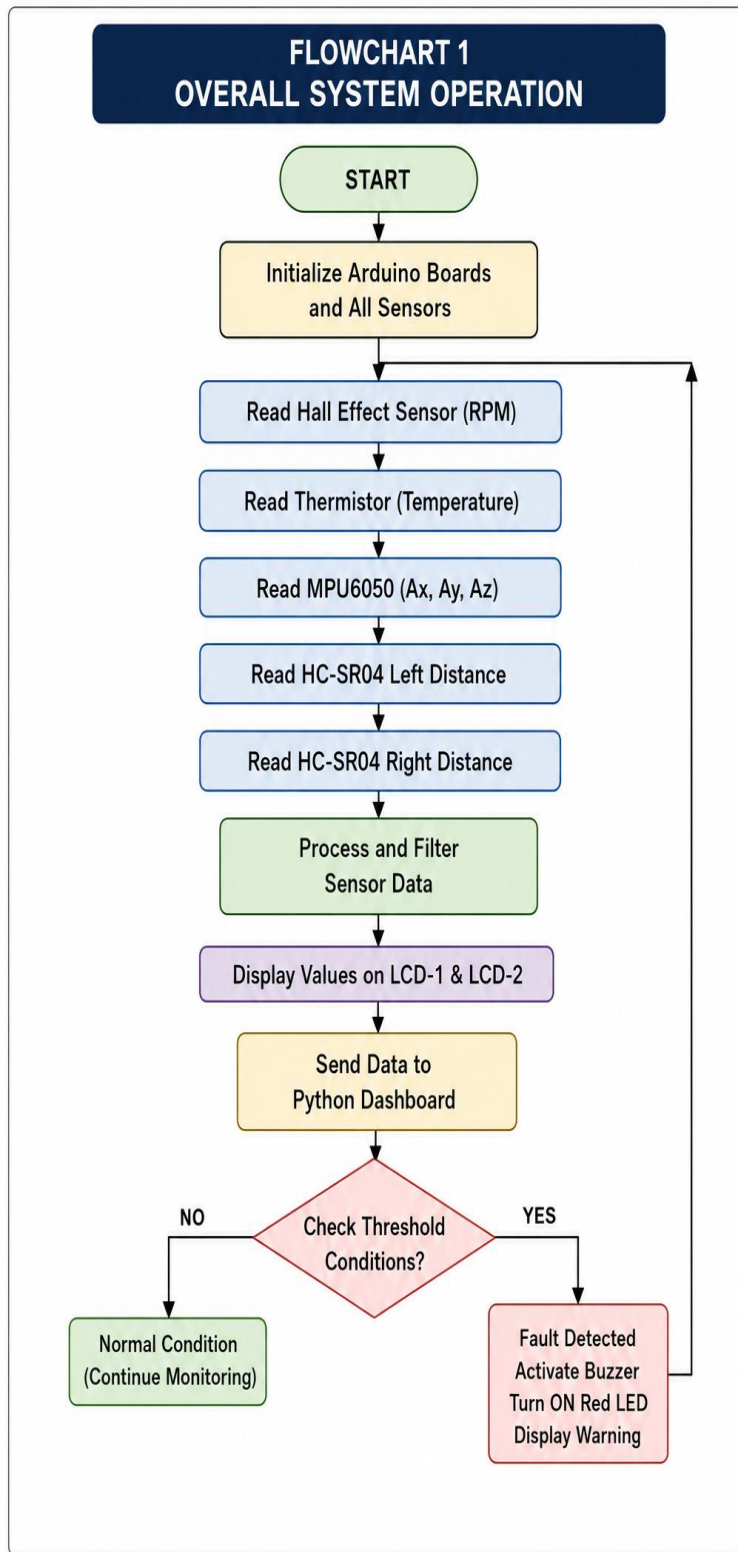 FLOWCHART 1
OVERALL SYSTEM OPERATION
START
Initialize Arduino Boards
and All Sensors
Read Hall Effect Sensor (RPM)
Read Thermistor (Temperature)
Read MPU6050 (Ax, Ay, Az)
Read HC-SR04 Left Distance
Read HC-SR04 Right Distance
Process and Filter
Sensor Data
Display Values on LCD-1 & LCD-2
Send Data to
Python Dashboard
Check Threshold
Conditions?
NO
YES
Normal Condition
(Continue Monitoring)
Fault Detected
Activate Buzzer
Turn ON Red LED
Display Warning